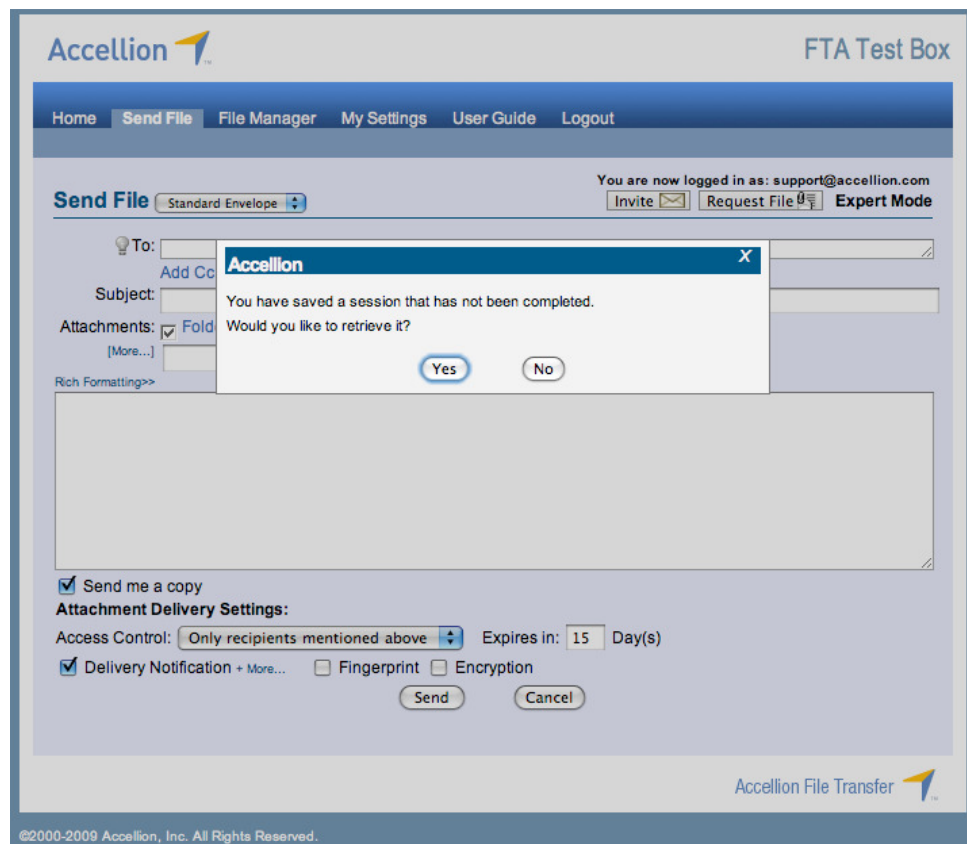 Accellion
FTA Test Box
Home Send File File Manager My Settings User Guide Logout
You are now logged in as: support@accellion.com
Send File Standard Envelope Invite Request File Expert Mode
To:
Add Cc
Accellion X
Subject:
You have saved a session that has not been completed.
Attachments: Fold
Would you like to retrieve it?
[More...]
Yes No
Rich Formatting>>
Send me a copy
Attachment Delivery Settings:
Access Control: Only recipients mentioned above Expires in: 15 Day(s)
Delivery Notification + More... Fingerprint Encryption
Send Cancel
Accellion File Transfer
©2000-2009 Accellion, Inc. All Rights Reserved.